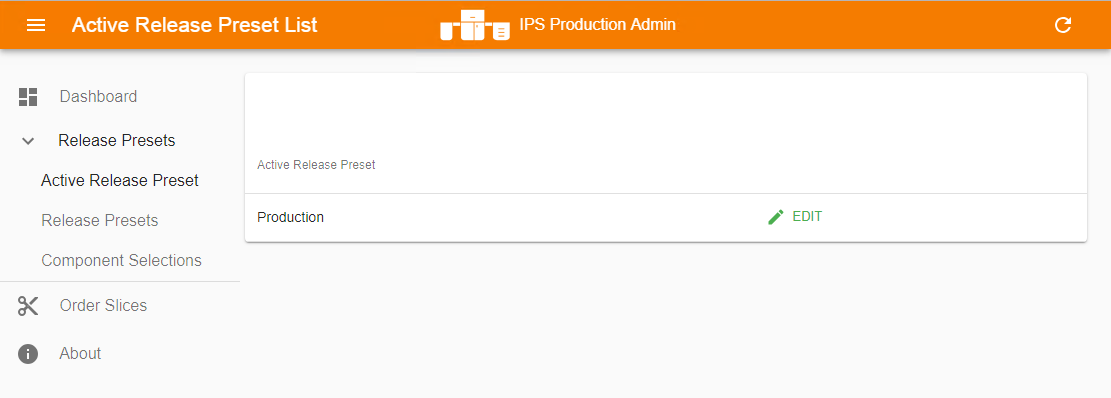 Active Release Preset List
IPS Production Admin
Dashboard
Release Presets
Active Release Preset
Release Presets
Component Selections
Order Slices
About
Active Release Preset
Production
EDIT